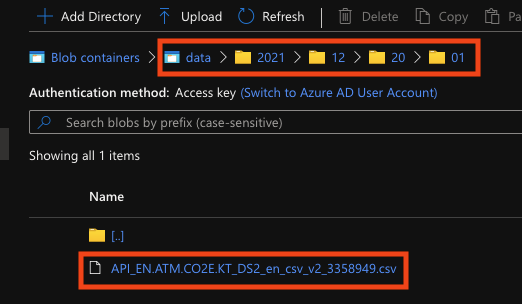 Add Directory Upload Refresh Delete Copy Pa
Blob containers > data > 2021 > 12 > 20 > 01
Authentication method: Access key (Switch to Azure AD User Account)
Search blobs by prefix (case-sensitive)
Showing all 1 items
Name
[..]
API_EN.ATM.CO2E.KT_DS2_en_csv_v2_3358949.csv